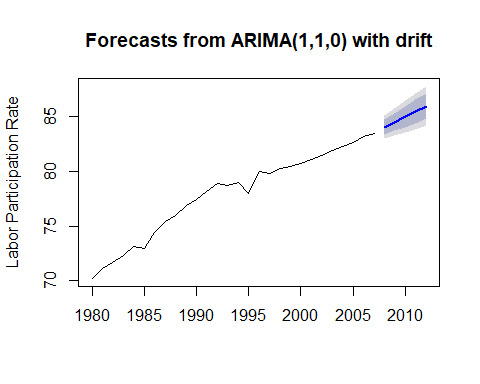 Forecasts from ARIMA(1,1,0) with drift
Labor Participation Rate
85
80
75
70
1980 1985 1990 1995 2000 2005 2010